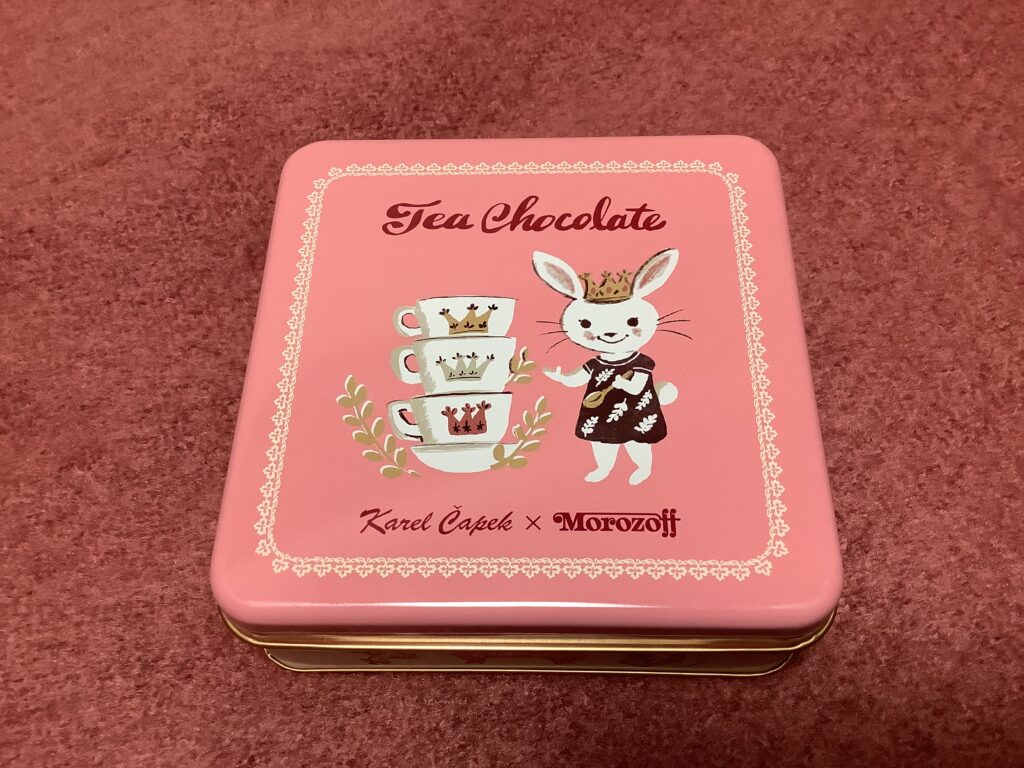 Tea Chocolate
Karel Čapek × Morozoff